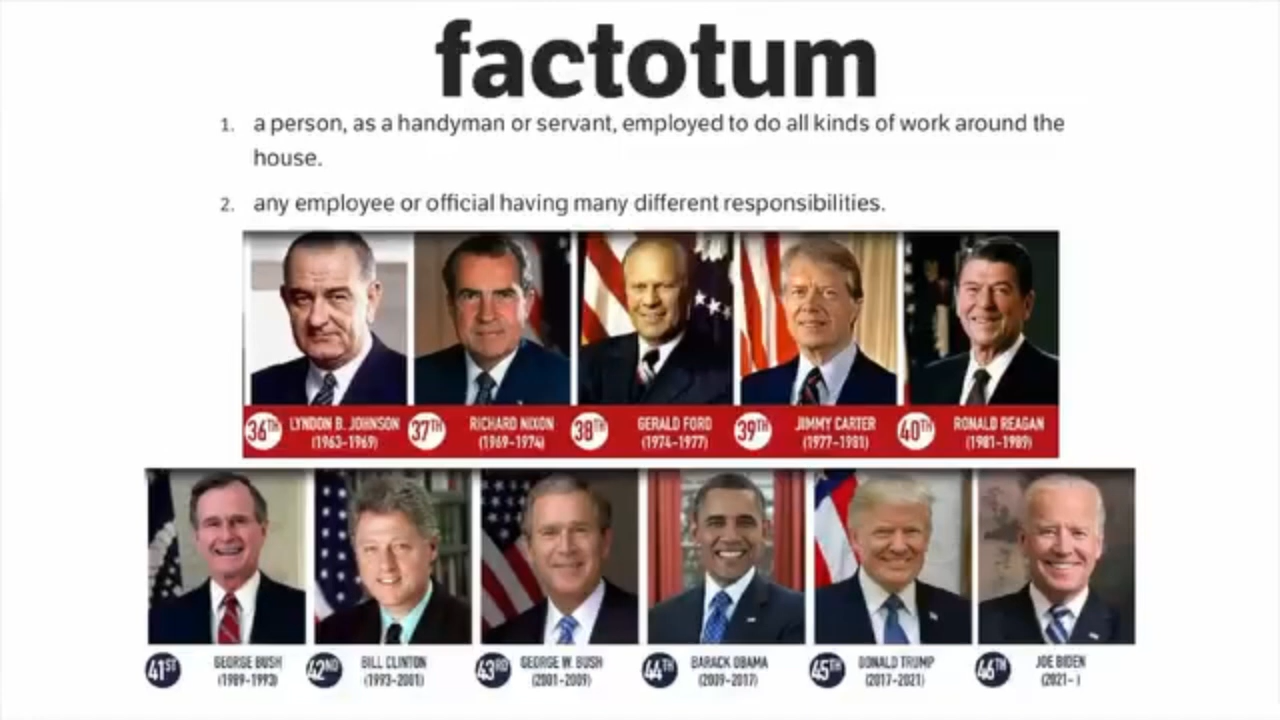 factotum
1. a person, as a handyman or servant, employed to do all kinds of work around the
house.
2. any employee or official having many different responsibilities.
36TH LYNDON B. JOHNSON (1963-1969)
37TH RICHARD NIXON (1969-1974)
38TH GERALD FORD (1974-1977)
39TH JIMMY CARTER (1977-1981)
40TH RONALD REAGAN (1981-1989)
41ST GEORGE BUSH (1989-1993)
42ND BILL CLINTON (1993-2001)
43RD GEORGE W. BUSH (2001-2009)
44TH BARACK OBAMA (2009-2017)
45TH DONALD TRUMP (2017-2021)
46TH JOE BIDEN (2021- )